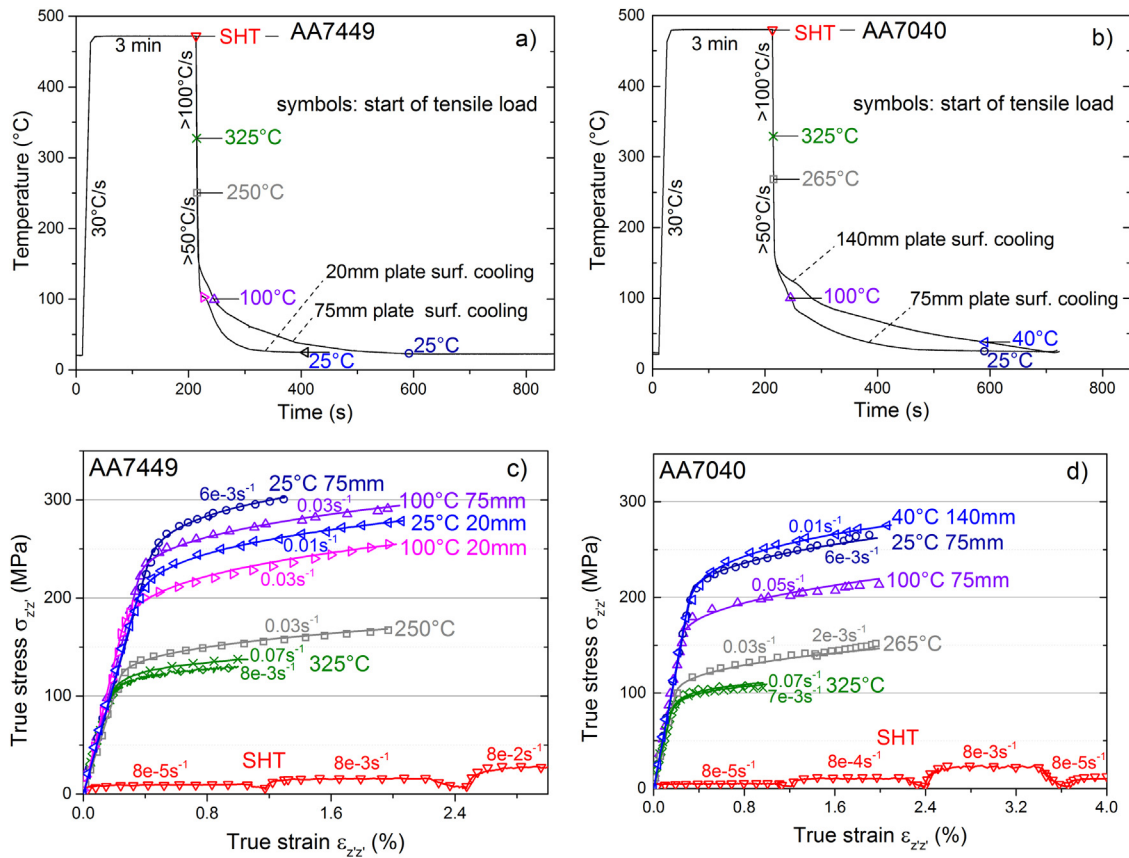 500
400
300
200
100
0
Temperature (°C)
0
200
400
600
800
Time (s)
30°C/s
3 min
SHT
AA7449
a)
>100°C/s
symbols: start of tensile load
325°C
250°C
>50°C/s
20mm plate surf. cooling
75mm plate surf. cooling
100°C
25°C
25°C
500
400
300
200
100
0
Temperature (°C)
0
200
400
600
800
Time (s)
30°C/s
3 min
SHT
AA7040
b)
>100°C/s
symbols: start of tensile load
325°C
265°C
>50°C/s
140mm plate surf. cooling
100°C
75mm plate surf. cooling
40°C
25°C
AA7449
c)
300
200
100
0
True stress σz'z' (MPa)
0.0
0.8
1.6
2.4
True strain εz'z' (%)
6e-3s-1
25°C 75mm
0.03s-1
100°C 75mm
25°C 20mm
0.01s-1
100°C 20mm
0.03s-1
0.03s-1
250°C
0.07s-1
325°C
8e-3s-1
SHT
8e-5s-1
8e-3s-1
8e-2s-1
AA7040
d)
300
200
100
0
True stress σz'z' (MPa)
0.0
0.8
1.6
2.4
3.2
4.0
True strain εz'z' (%)
0.01s-1
40°C 140mm
25°C 75mm
6e-3s-1
0.05s-1
100°C 75mm
0.03s-1
2e-3s-1
265°C
0.07s-1
325°C
7e-3s-1
SHT
8e-5s-1
8e-4s-1
8e-3s-1
8e-5s-1